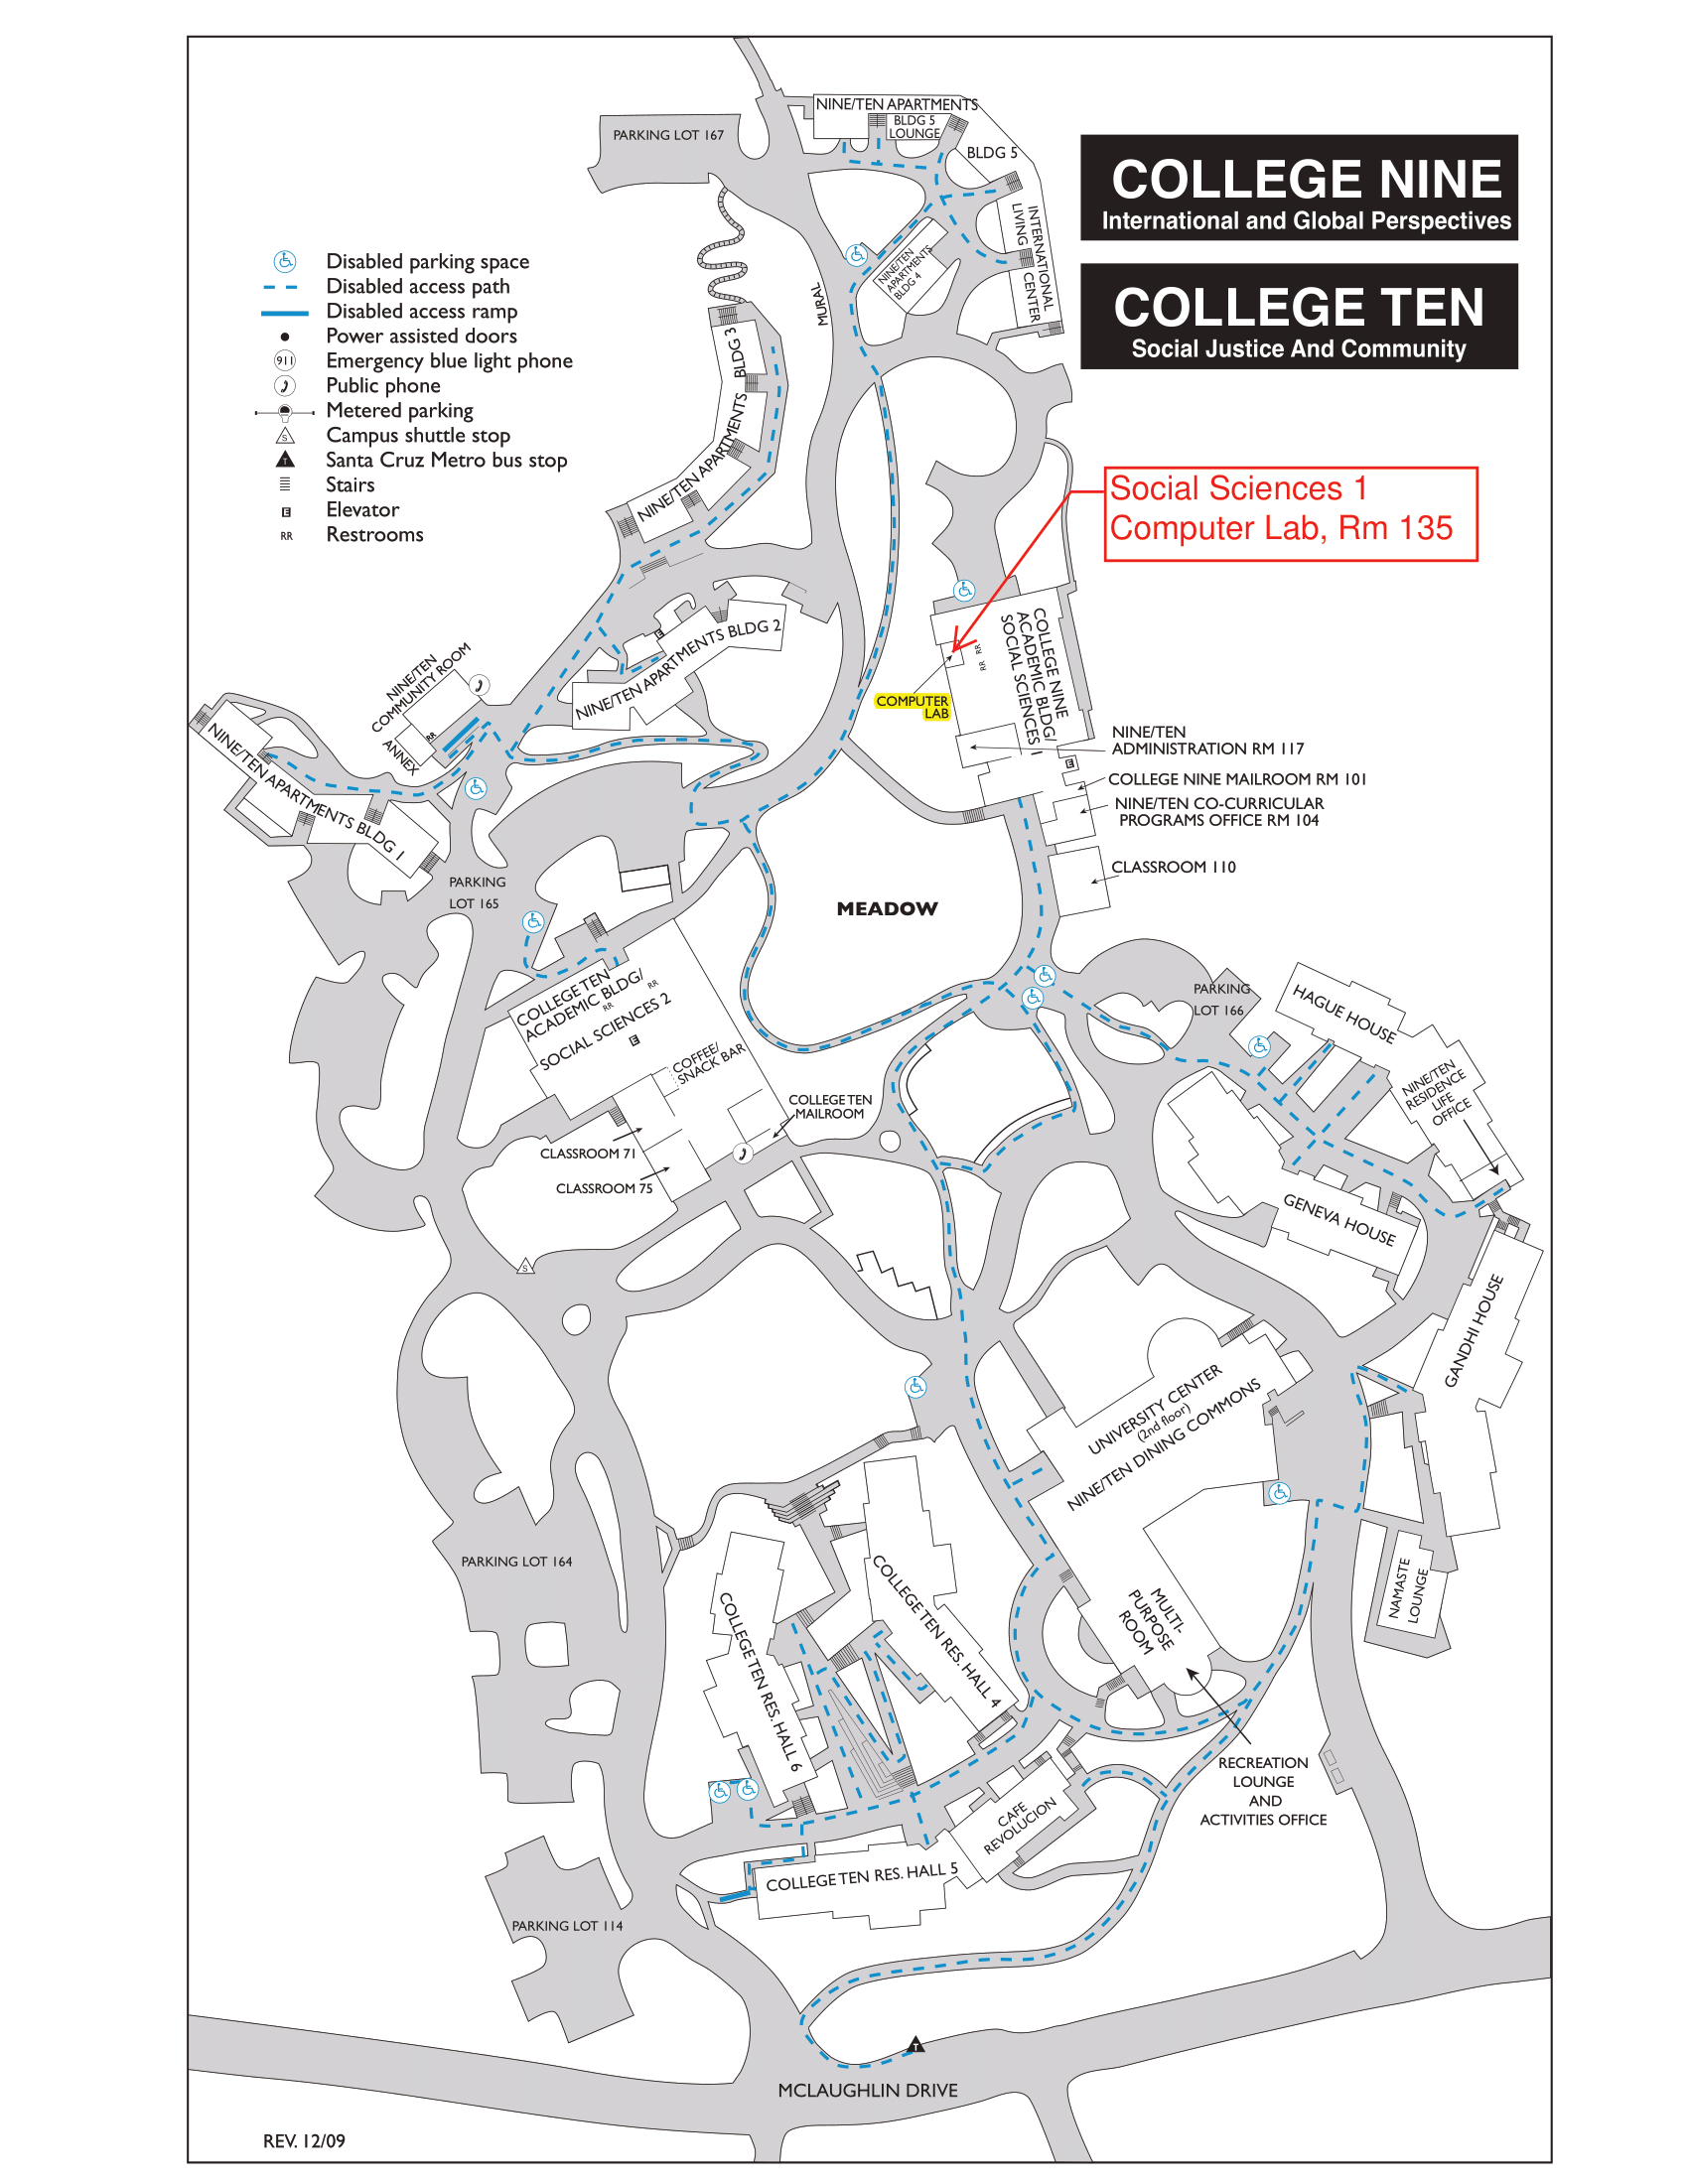 NINE/TEN APARTMENTS
BLDG 5
LOUNGE
BLDG 5
PARKING LOT 167
COLLEGE NINE
International and Global Perspectives
COLLEGE TEN
Social Justice And Community
INTERNATIONAL
LIVING
CENTER
NINE/TEN
APARTMENTS
BLDG 4
MURAL
Disabled parking space
Disabled access path
Disabled access ramp
Power assisted doors
911
Emergency blue light phone
Public phone
Metered parking
S
Campus shuttle stop
T
Santa Cruz Metro bus stop
Stairs
E
Elevator
RR
Restrooms
NINE/TEN APARTMENTS BLDG 3
Social Sciences 1
Computer Lab, Rm 135
COLLEGE NINE
ACADEMIC BLDG/
SOCIAL SCIENCES 1
RR
RR
COMPUTER
LAB
E
NINE/TEN APARTMENTS BLDG 2
E
NINE/TEN
COMMUNITY ROOM
RR
ANNEX
NINE/TEN APARTMENTS BLDG 1
NINE/TEN
ADMINISTRATION RM 117
COLLEGE NINE MAILROOM RM 101
NINE/TEN CO-CURRICULAR
PROGRAMS OFFICE RM 104
CLASSROOM 110
PARKING
LOT 165
MEADOW
COLLEGE TEN
ACADEMIC BLDG/
RR
RR
SOCIAL SCIENCES 2
E
COFFEE/
SNACK BAR
COLLEGE TEN
MAILROOM
CLASSROOM 71
CLASSROOM 75
PARKING
LOT 166
HAGUE HOUSE
NINE/TEN
RESIDENCE
LIFE
OFFICE
GENEVA HOUSE
GANDHI HOUSE
S
UNIVERSITY CENTER
(2nd floor)
NINE/TEN DINING COMMONS
MULTI-
PURPOSE
ROOM
NAMASTE
LOUNGE
PARKING LOT 164
COLLEGE TEN RES. HALL 4
COLLEGE TEN RES. HALL 6
RECREATION
LOUNGE
AND
ACTIVITIES OFFICE
CAFE
REVOLUCION
COLLEGE TEN RES. HALL 5
PARKING LOT 114
T
MCLAUGHLIN DRIVE
REV. 12/09